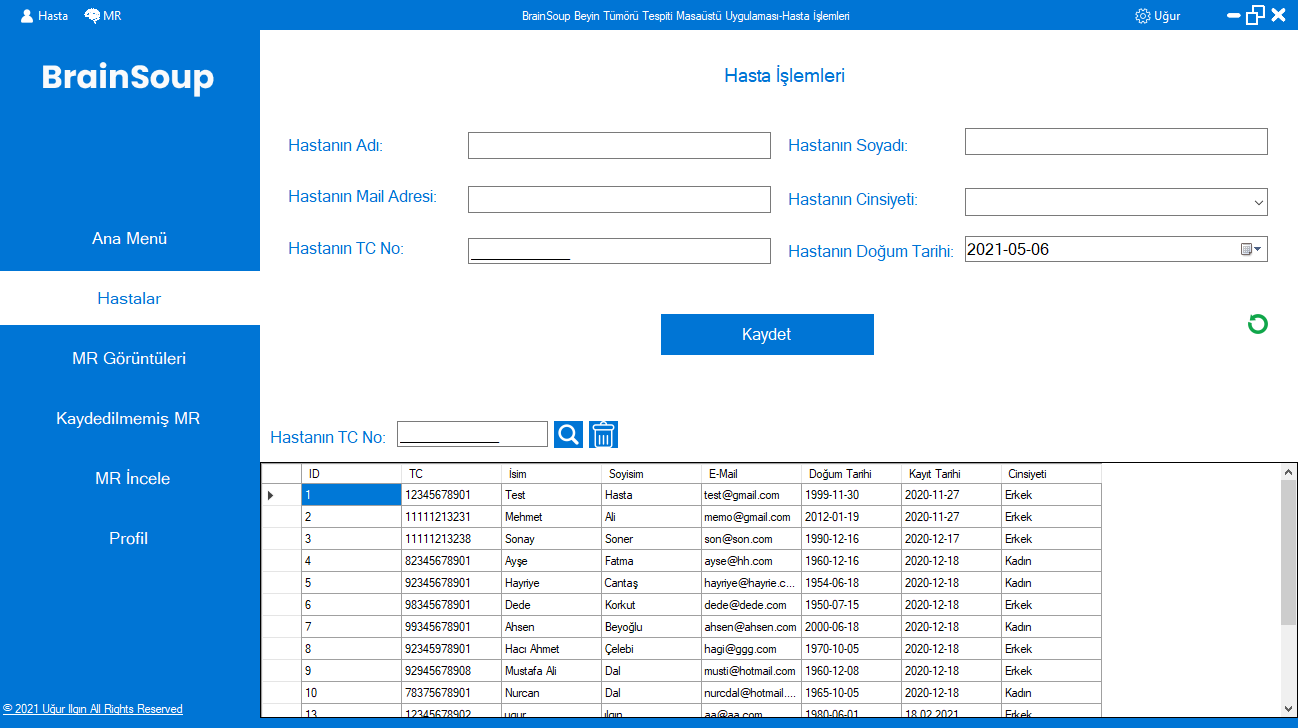 Hasta MR BrainSoup Beyin Tümörü Tespiti Masaüstü Uygulaması-Hasta İşlemleri Uğur
BrainSoup
Ana Menü
Hastalar
MR Görüntüleri
Kaydedilmemiş MR
MR İncele
Profil
© 2021 Uğur Ilgın All Rights Reserved
Hasta İşlemleri
Hastanın Adı: Hastanın Soyadı:
Hastanın Mail Adresi: Hastanın Cinsiyeti:
Hastanın TC No: Hastanın Doğum Tarihi: 2021-05-06
Kaydet
Hastanın TC No:
ID TC İsim Soyisim E-Mail Doğum Tarihi Kayıt Tarihi Cinsiyeti
1 12345678901 Test Hasta test@gmail.com 1999-11-30 2020-11-27 Erkek
2 11111213231 Mehmet Ali memo@gmail.com 2012-01-19 2020-11-27 Erkek
3 11111213238 Sonay Soner son@son.com 1990-12-16 2020-12-17 Erkek
4 82345678901 Ayşe Fatma ayse@hh.com 1960-12-16 2020-12-18 Kadın
5 92345678901 Hayriye Cantaş hayriye@hayrie.c... 1954-06-18 2020-12-18 Kadın
6 98345678901 Dede Korkut dede@dede.com 1950-07-15 2020-12-18 Erkek
7 99345678901 Ahsen Beyoğlu ahsen@ahsen.com 2000-06-18 2020-12-18 Kadın
8 92345978901 Hacı Ahmet Çelebi hagi@ggg.com 1970-10-05 2020-12-18 Erkek
9 92945678908 Mustafa Ali Dal musti@hotmail.com 1960-12-08 2020-12-18 Erkek
10 78375678901 Nurcan Dal nurcdal@hotmail.... 1965-10-05 2020-12-18 Kadın
13 12345678902 ugur ılgın aa@aa.com 1980-06-01 18.02.2021 Erkek